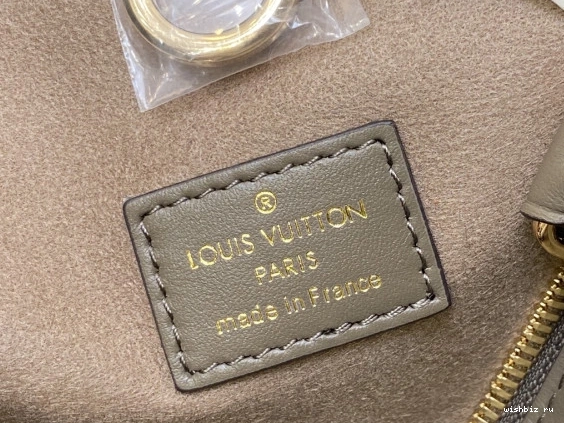 ®
LOUIS VUITTON
PARIS
made in France
wishbiz ru